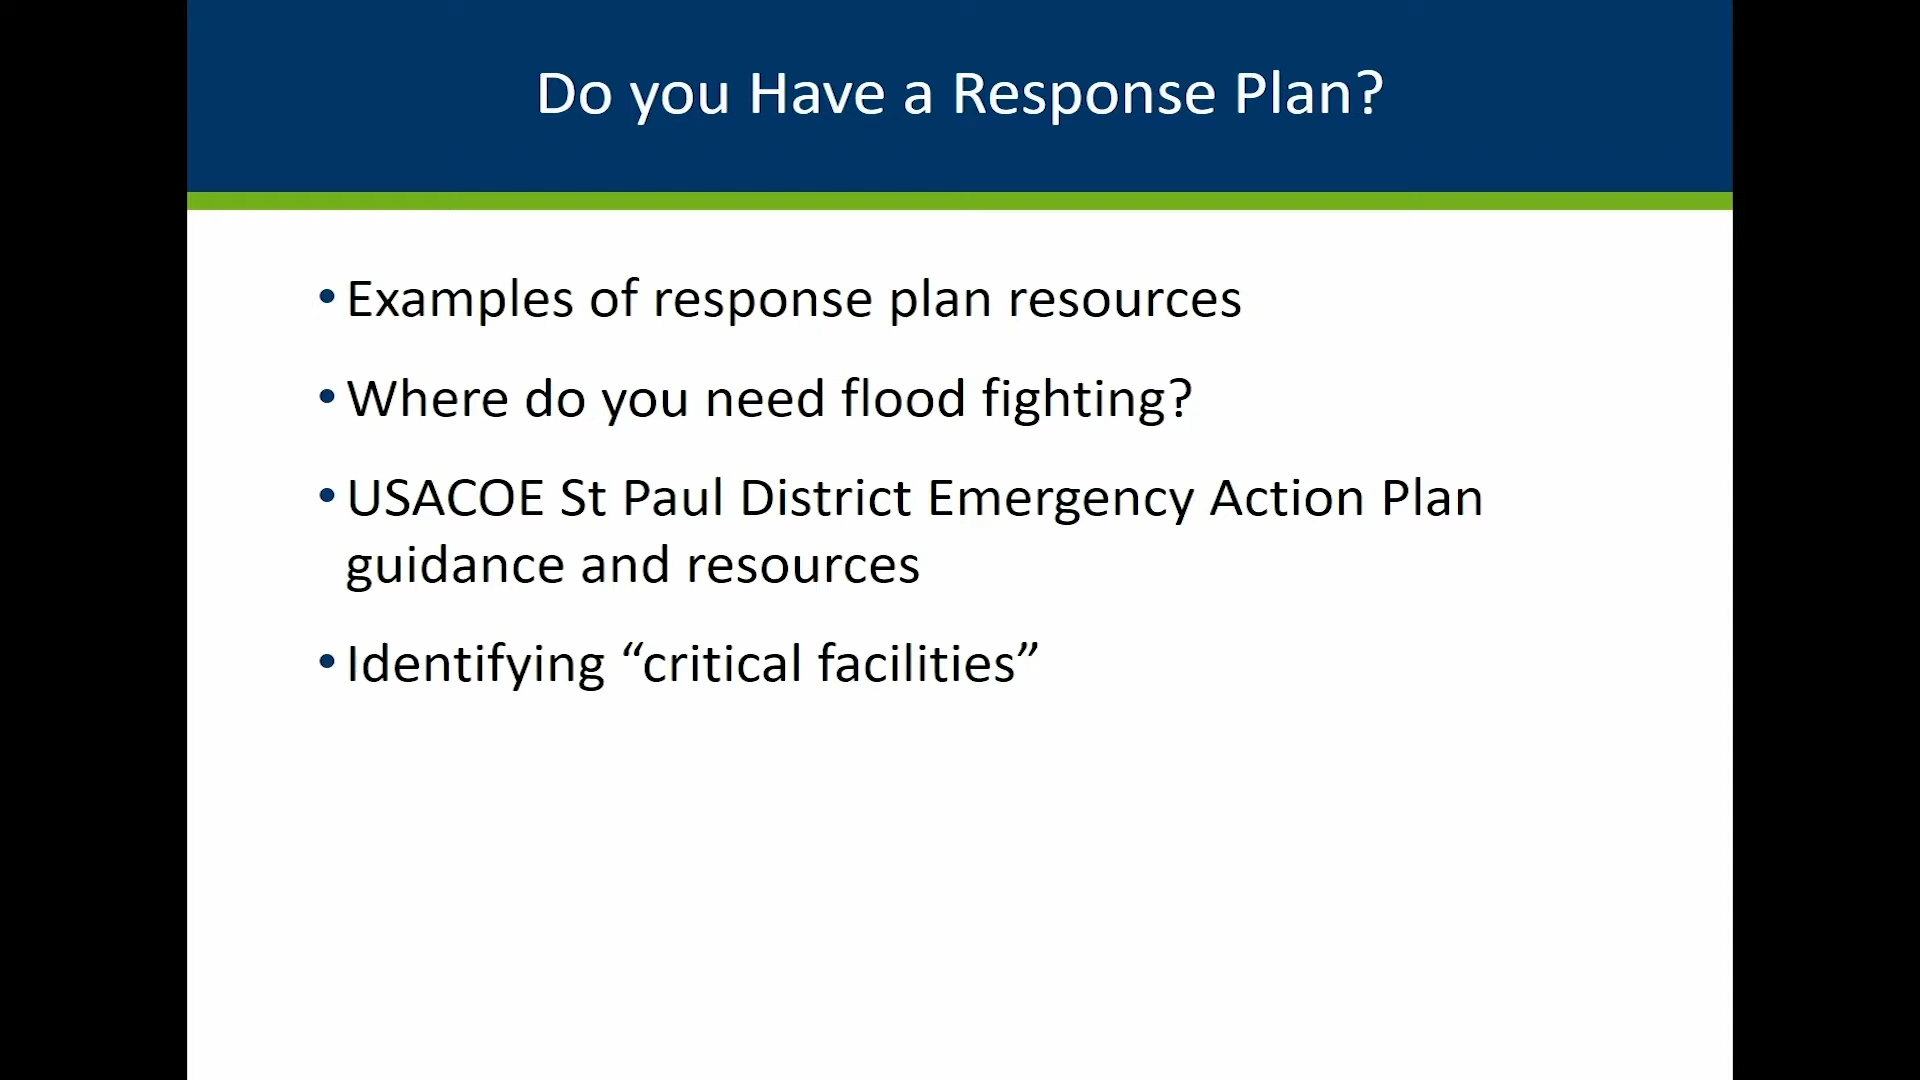 Do you Have a Response Plan?
• Examples of response plan resources
• Where do you need flood fighting?
• USACOE St Paul District Emergency Action Plan
guidance and resources
• Identifying “critical facilities”